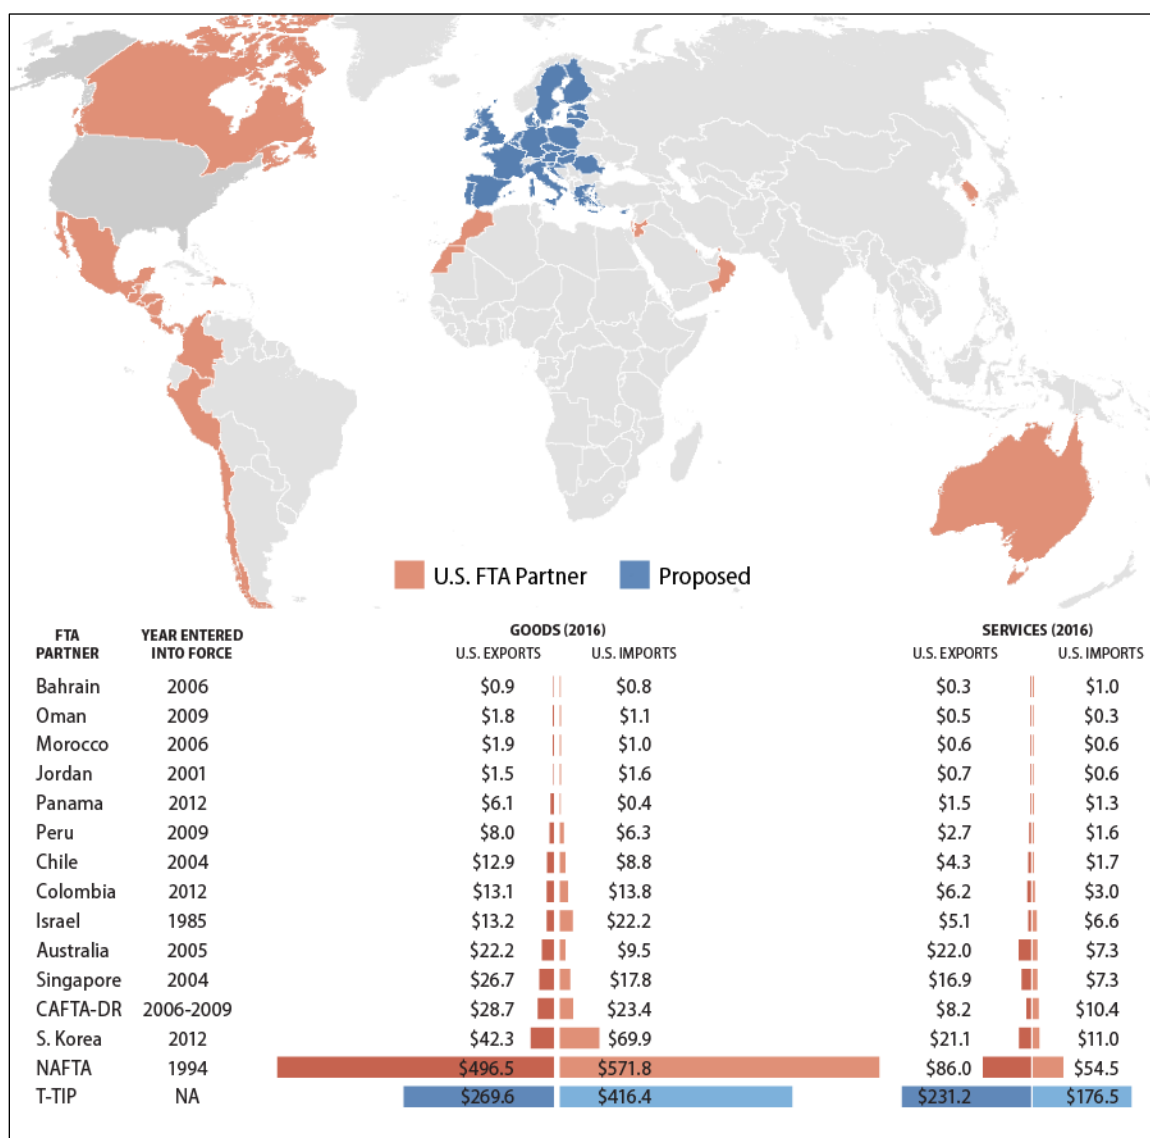 U.S. FTA Partner Proposed
FTA PARTNER YEAR ENTERED INTO FORCE GOODS (2016) SERVICES (2016)
U.S. EXPORTS U.S. IMPORTS U.S. EXPORTS U.S. IMPORTS
Bahrain 2006 $0.9 $0.8 $0.3 $1.0
Oman 2009 $1.8 $1.1 $0.5 $0.3
Morocco 2006 $1.9 $1.0 $0.6 $0.6
Jordan 2001 $1.5 $1.6 $0.7 $0.6
Panama 2012 $6.1 $0.4 $1.5 $1.3
Peru 2009 $8.0 $6.3 $2.7 $1.6
Chile 2004 $12.9 $8.8 $4.3 $1.7
Colombia 2012 $13.1 $13.8 $6.2 $3.0
Israel 1985 $13.2 $22.2 $5.1 $6.6
Australia 2005 $22.2 $9.5 $22.0 $7.3
Singapore 2004 $26.7 $17.8 $16.9 $7.3
CAFTA-DR 2006-2009 $28.7 $23.4 $8.2 $10.4
S. Korea 2012 $42.3 $69.9 $21.1 $11.0
NAFTA 1994 $496.5 $571.8 $86.0 $54.5
T-TIP NA $269.6 $416.4 $231.2 $176.5